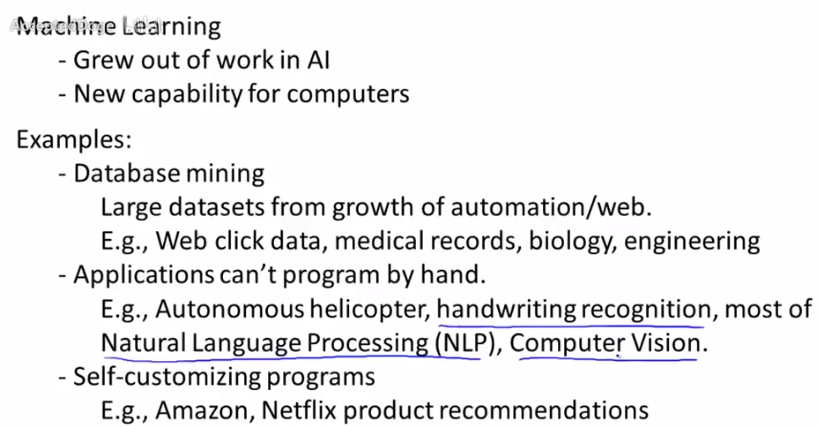 Machine Learning
- Grew out of work in AI
- New capability for computers
Examples:
- Database mining
Large datasets from growth of automation/web.
E.g., Web click data, medical records, biology, engineering
- Applications can’t program by hand.
E.g., Autonomous helicopter, handwriting recognition, most of
Natural Language Processing (NLP), Computer Vision.
- Self-customizing programs
E.g., Amazon, Netflix product recommendations